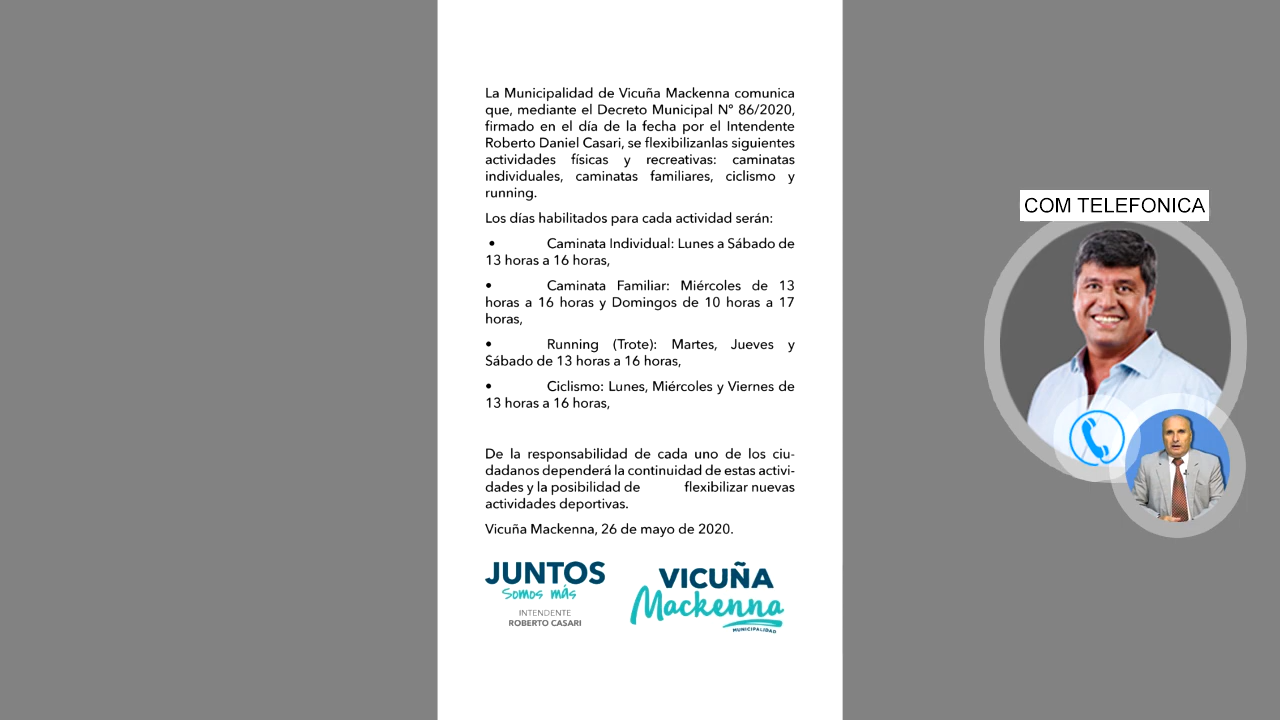 La Municipalidad de Vicuña Mackenna comunica
que, mediante el Decreto Municipal Nº 86/2020,
firmado en el día de la fecha por el Intendente
Roberto Daniel Casari, se flexibilizanlas siguientes
actividades físicas y recreativas: caminatas
individuales, caminatas familiares, ciclismo y
running.
Los días habilitados para cada actividad serán:
• Caminata Individual: Lunes a Sábado de
13 horas a 16 horas,
• Caminata Familiar: Miércoles de 13
horas a 16 horas y Domingos de 10 horas a 17
horas,
• Running (Trote): Martes, Jueves y
Sábado de 13 horas a 16 horas,
• Ciclismo: Lunes, Miércoles y Viernes de
13 horas a 16 horas,
De la responsabilidad de cada uno de los ciu-
dadanos dependerá la continuidad de estas activi-
dades y la posibilidad de flexibilizar nuevas
actividades deportivas.
Vicuña Mackenna, 26 de mayo de 2020.
JUNTOS
Somos más
INTENDENTE
ROBERTO CASARI
VICUÑA
Mackenna
MUNICIPALIDAD
COM TELEFONICA